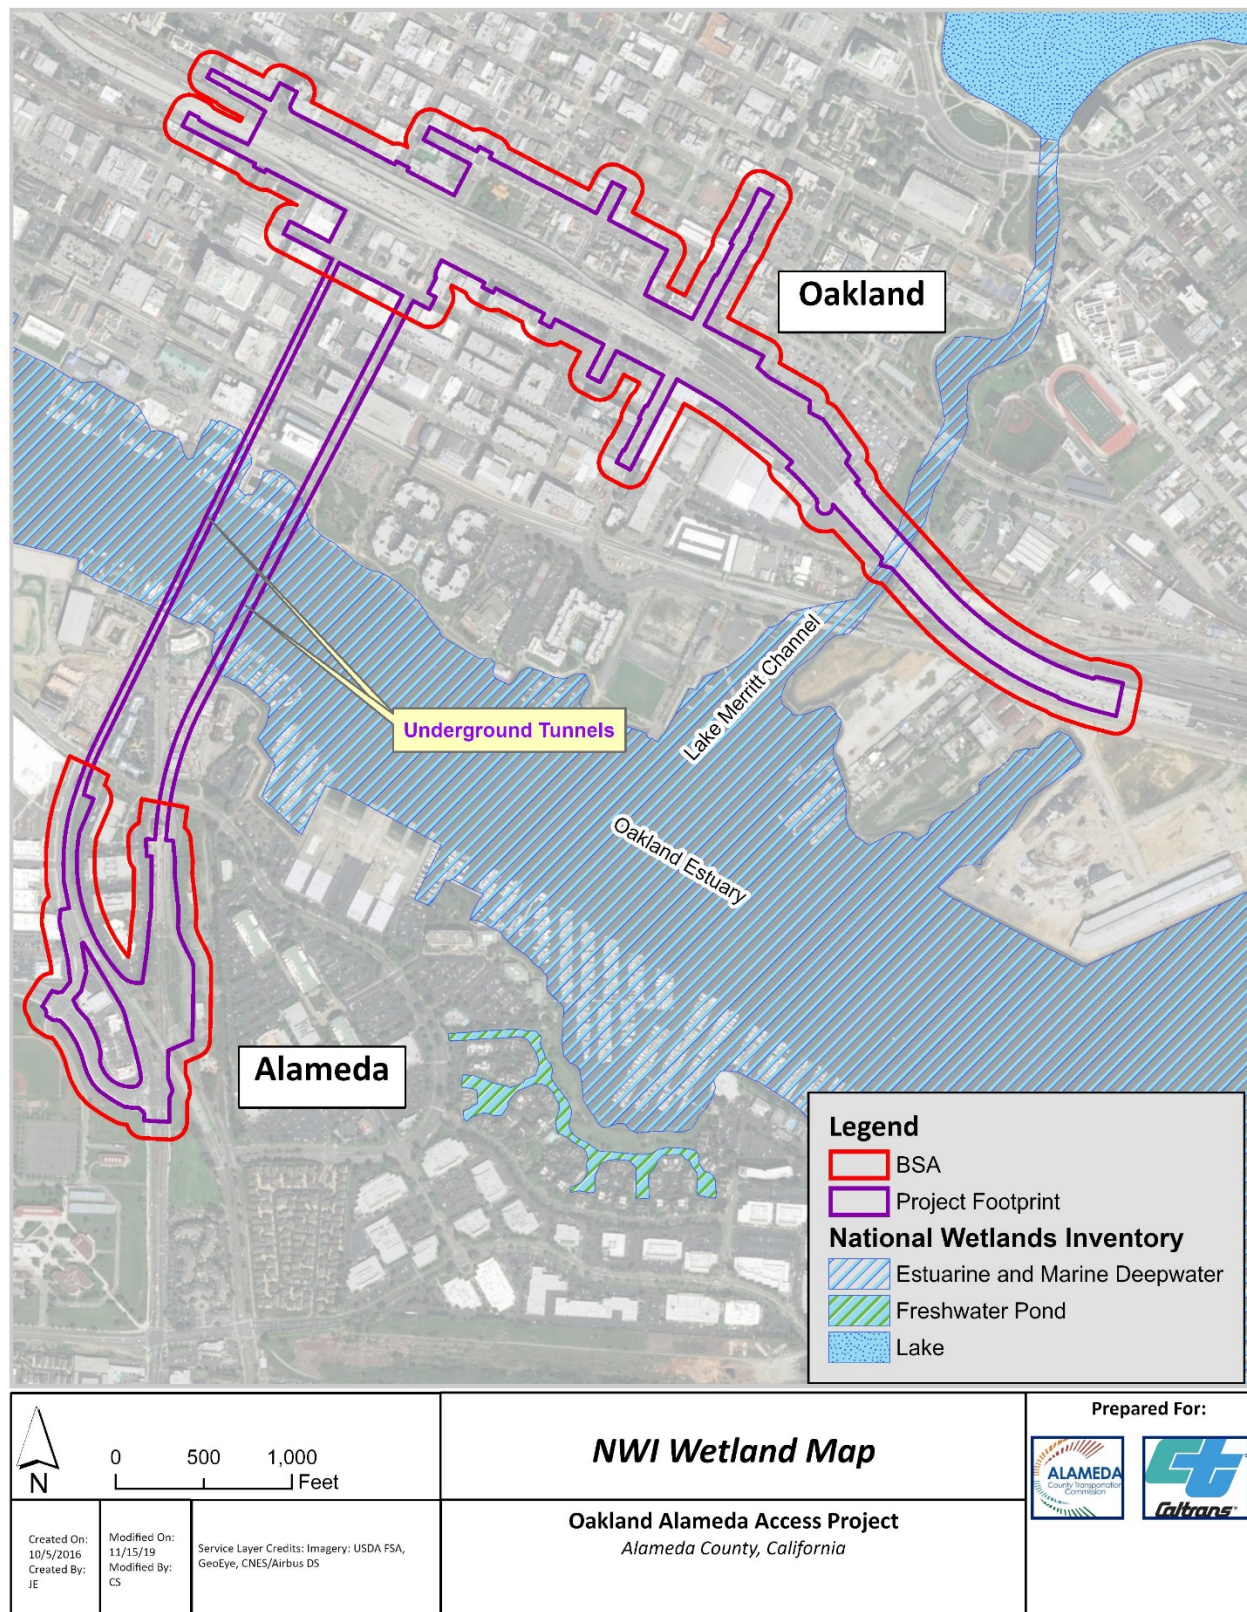 Oakland
Underground Tunnels
Lake Merritt Channel
Oakland Estuary
Alameda
Legend
BSA
Project Footprint
National Wetlands Inventory
Estuarine and Marine Deepwater
Freshwater Pond
Lake
N
0 500 1,000
Feet
Created On:
10/5/2016
Created By:
JE
Modified On:
11/15/19
Modified By:
CS
Service Layer Credits: Imagery: USDA FSA,
GeoEye, CNES/Airbus DS
NWI Wetland Map
Oakland Alameda Access Project
Alameda County, California
Prepared For:
ALAMEDA
County Transportation
Commission
ct
Caltrans®